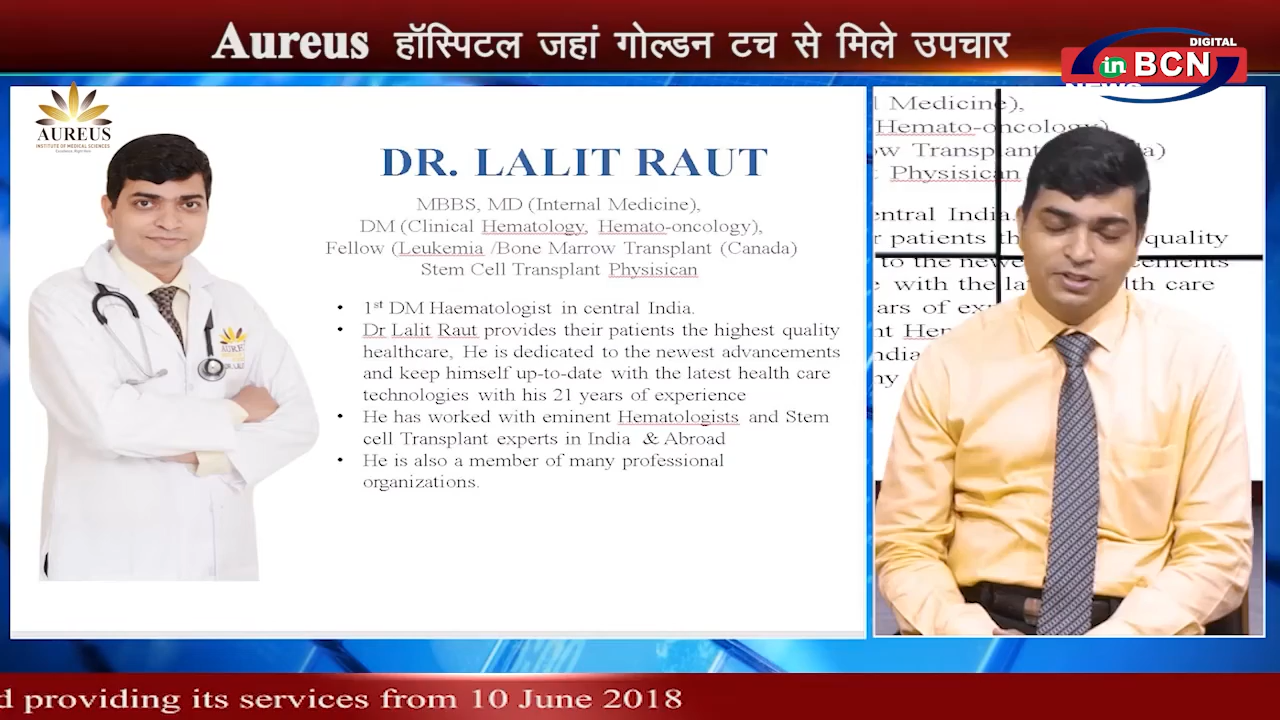 Aureus हॉस्पिटल जहां गोल्डन टच से मिले उपचार
DIGITAL
in BCN
NEWS
AUREUS
INSTITUTE OF MEDICAL SCIENCES
DR. LALIT RAUT
MBBS, MD (Internal Medicine),
DM (Clinical Hematology, Hemato-oncology),
Fellow (Leukemia /Bone Marrow Transplant (Canada)
Stem Cell Transplant Physisican
• 1st DM Haematologist in central India.
• Dr Lalit Raut provides their patients the highest quality
healthcare, He is dedicated to the newest advancements
and keep himself up-to-date with the latest health care
technologies with his 21 years of experience
• He has worked with eminent Hematologists and Stem
cell Transplant experts in India & Abroad
• He is also a member of many professional
organizations.
Medicine),
Hemato-oncology),
Physisican
entral India.
patients quality
to the
with the
ars of
d providing its services from 10 June 2018